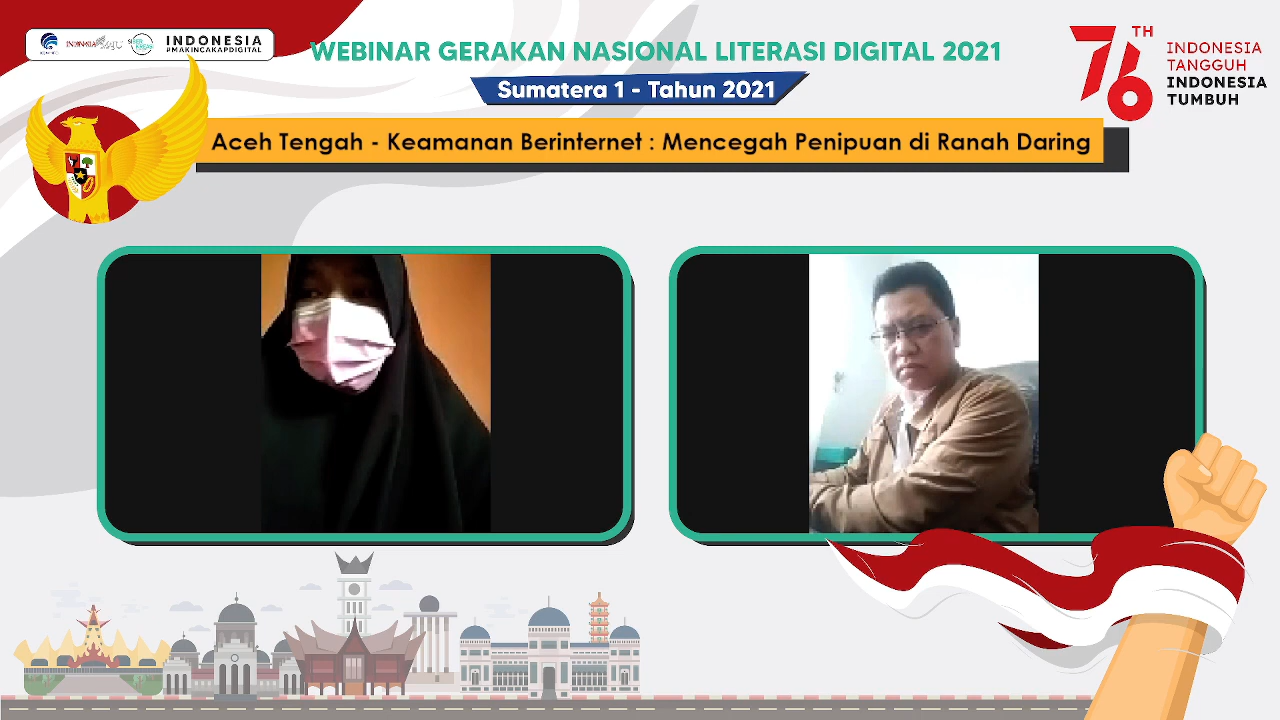 INDONESIA
#MAKINCAKAPDIGITAL
WEBINAR GERAKAN NASIONAL LITERASI DIGITAL 2021
Sumatera 1 - Tahun 2021
Aceh Tengah - Keamanan Berinternet : Mencegah Penipuan di Ranah Daring
76 TH
INDONESIA
TANGGUH
INDONESIA
TUMBUH